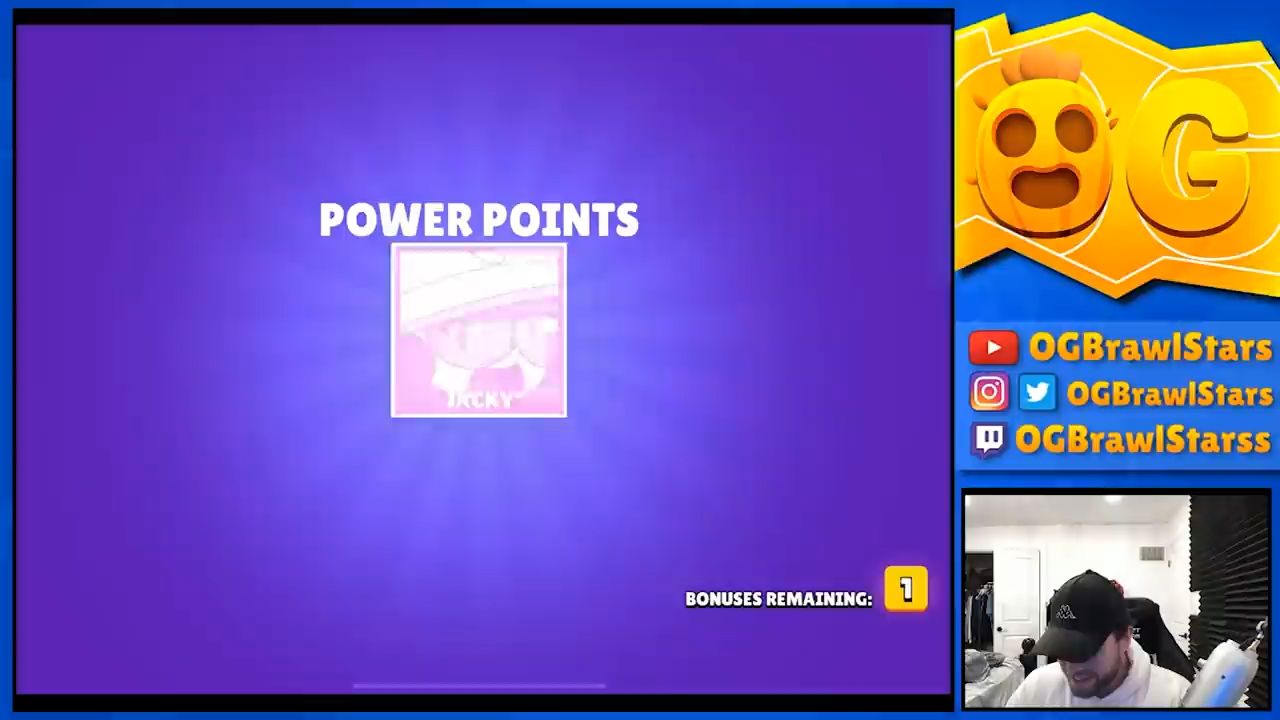 POWER POINTS
JACKY
BONUSES REMAINING:
1
OG
OGBrawlStars
OGBrawlStars
OGBrawlStarss